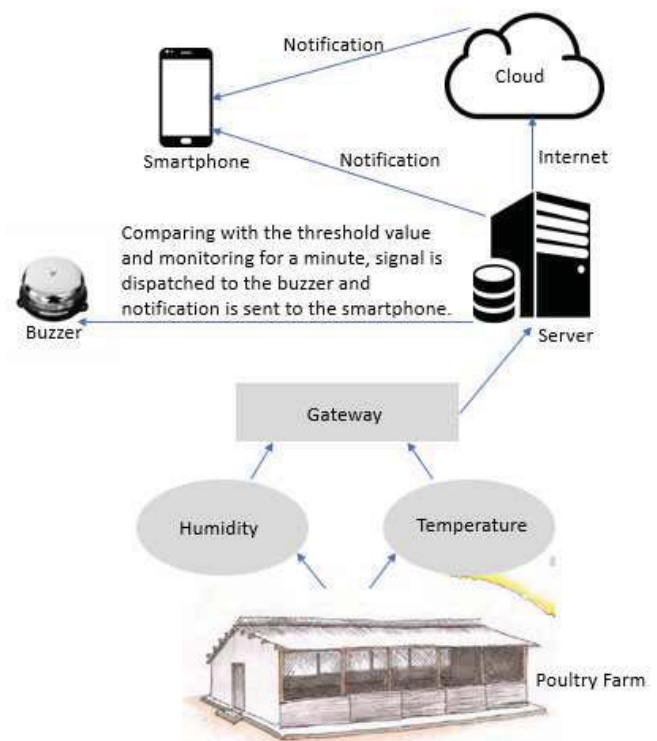 Notification
Cloud
Smartphone
Notification
Internet
Comparing with the threshold value
and monitoring for a minute, signal is
dispatched to the buzzer and
notification is sent to the smartphone.
Buzzer
Server
Gateway
Humidity
Temperature
Poultry Farm